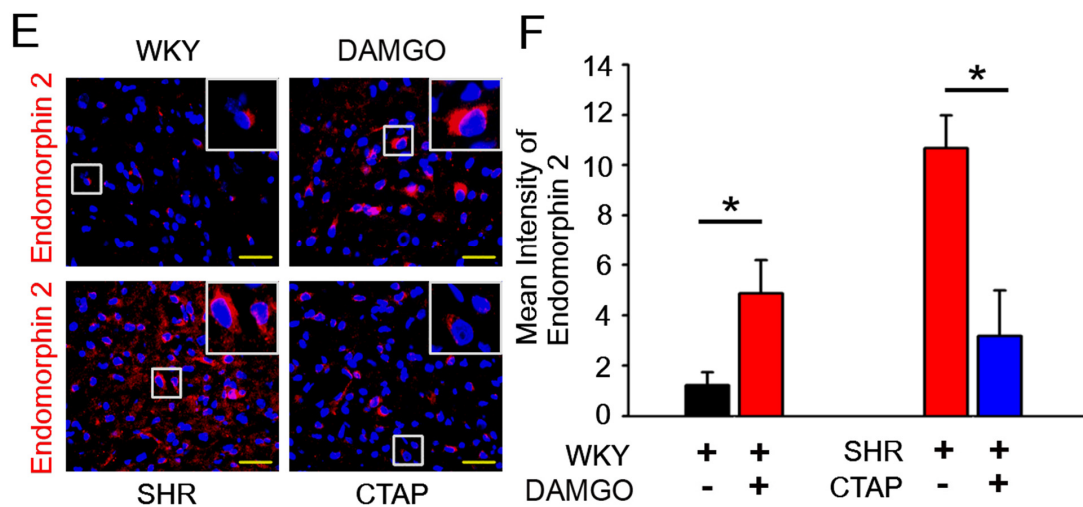 E
WKY DAMGO
Endomorphin 2
Endomorphin 2
SHR CTAP
F
Mean Intensity of
Endomorphin 2
14
12
10
8
6
4
2
0
*
*
WKY + + SHR + +
DAMGO - + CTAP - +